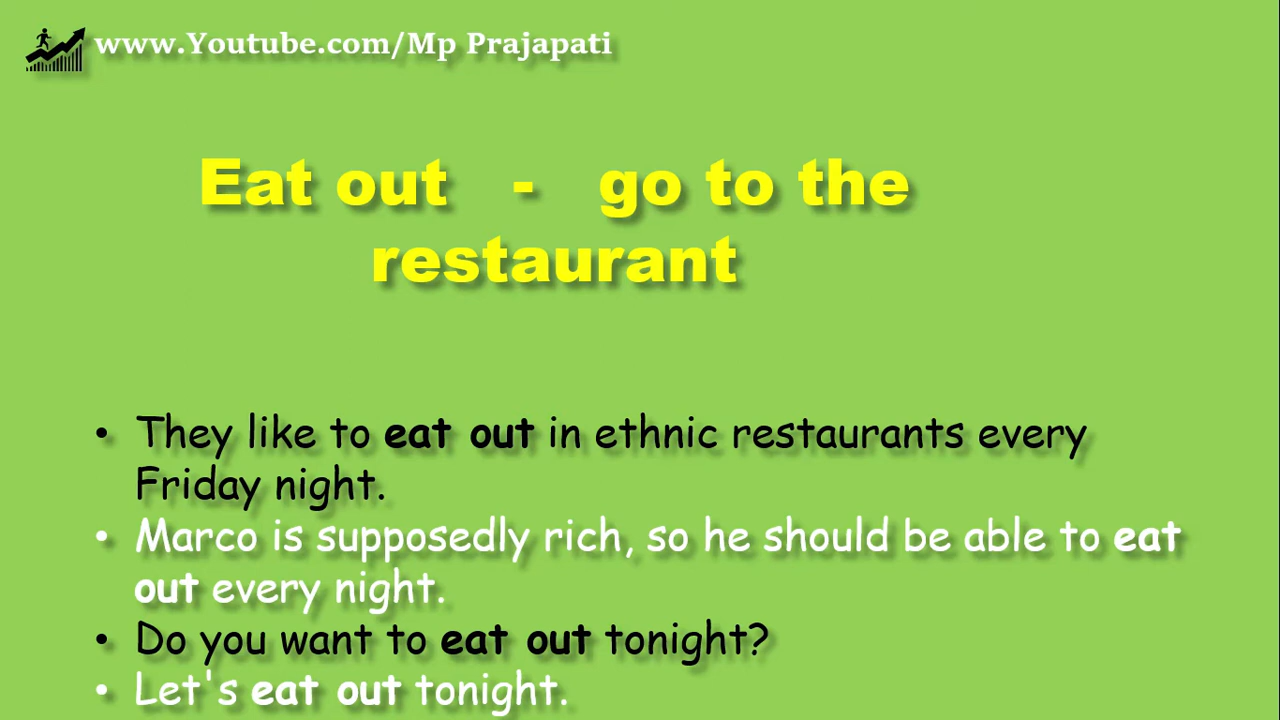 www.Youtube.com/Mp Prajapati
Eat out - go to the
restaurant
• They like to eat out in ethnic restaurants every
Friday night.
• Marco is supposedly rich, so he should be able to eat
out every night.
• Do you want to eat out tonight?
• Let's eat out tonight.